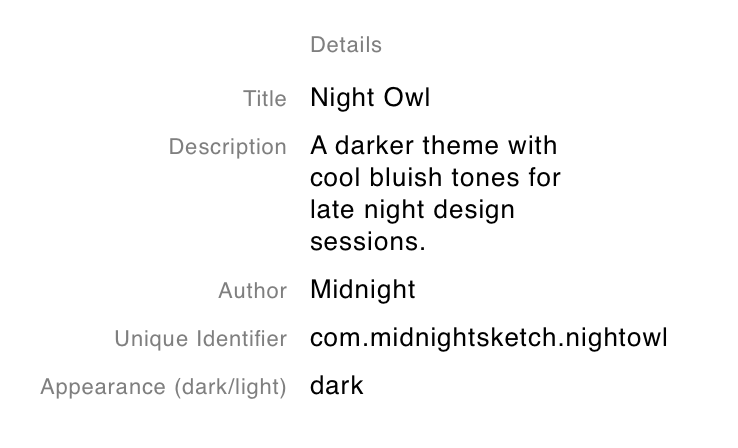 Details
Title Night Owl
Description A darker theme with
cool bluish tones for
late night design
sessions.
Author Midnight
Unique Identifier com.midnightsketch.nightowl
Appearance (dark/light) dark